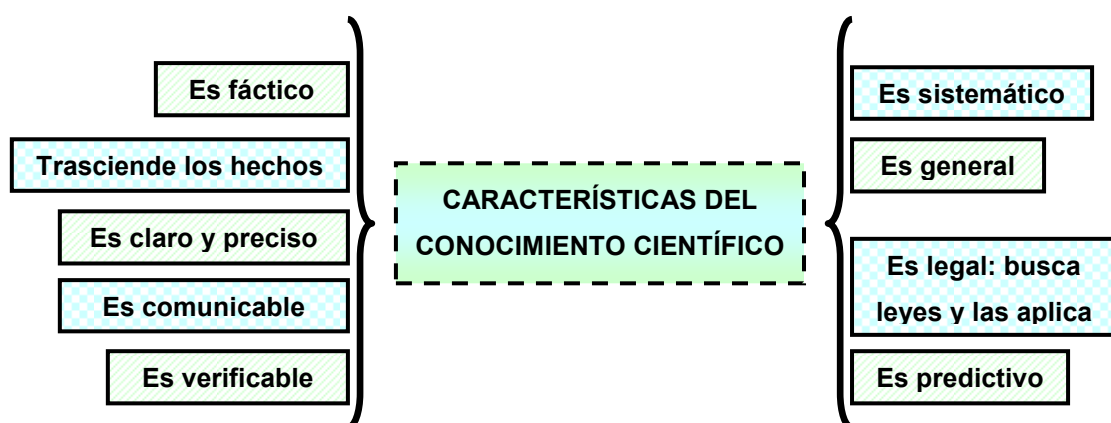 Es fáctico
Trasciende los hechos
Es claro y preciso
Es comunicable
Es verificable
CARACTERÍSTICAS DEL
CONOCIMIENTO CIENTÍFICO
Es sistemático
Es general
Es legal: busca
leyes y las aplica
Es predictivo